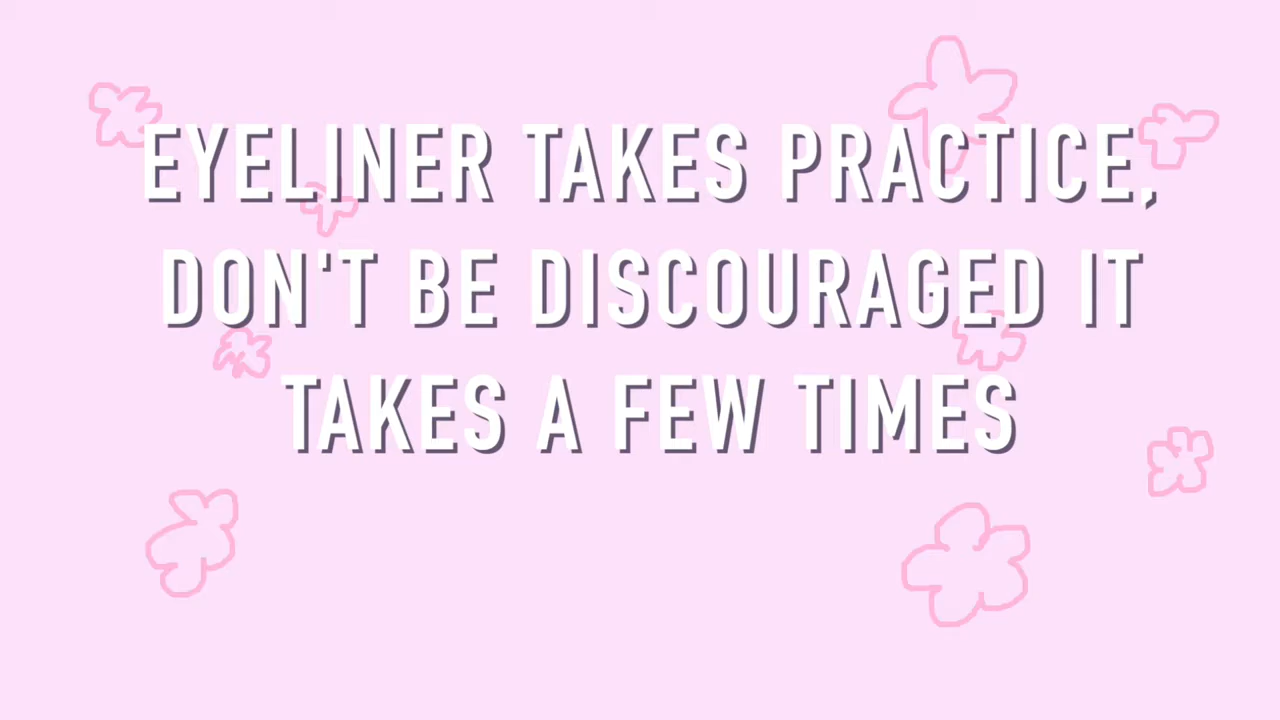 EYELINER TAKES PRACTICE,
DON'T BE DISCOURAGED IT
TAKES A FEW TIMES